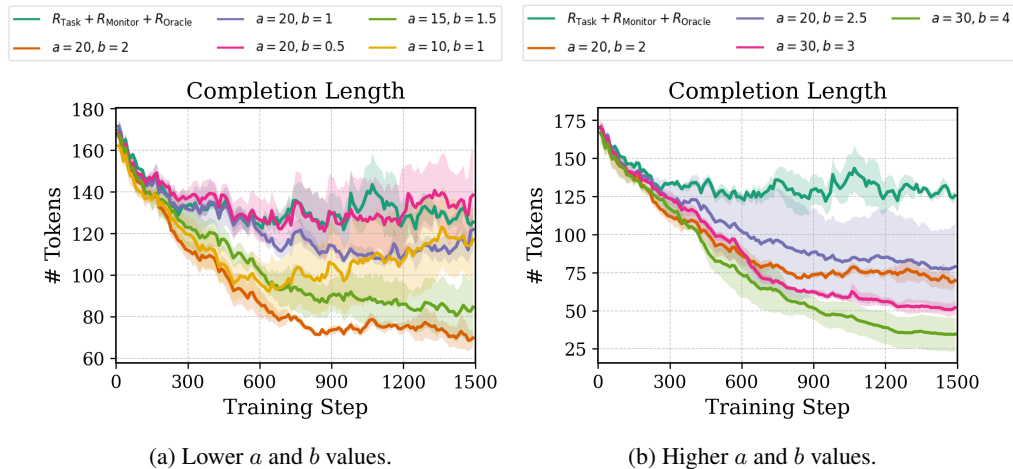 R_Task + R_Monitor + R_Oracle
a = 20, b = 1
a = 15, b = 1.5
a = 20, b = 2
a = 20, b = 0.5
a = 10, b = 1
Completion Length
# Tokens
180
160
140
120
100
80
60
0 300 600 900 1200 1500
Training Step
(a) Lower a and b values.
R_Task + R_Monitor + R_Oracle
a = 20, b = 2.5
a = 30, b = 4
a = 20, b = 2
a = 30, b = 3
Completion Length
# Tokens
175
150
125
100
75
50
25
0 300 600 900 1200 1500
Training Step
(b) Higher a and b values.